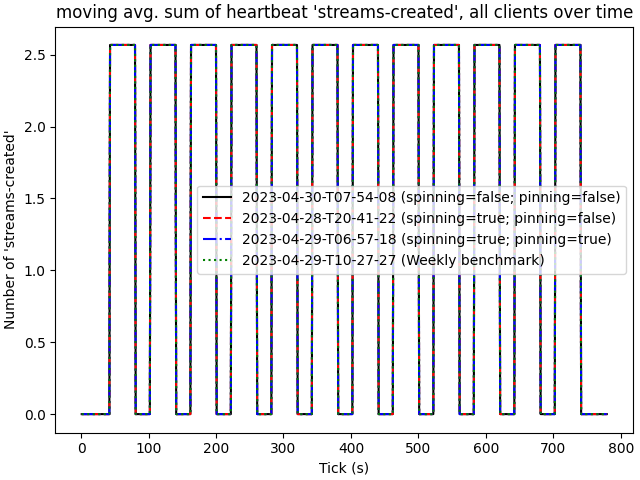 moving avg. sum of heartbeat 'streams-created', all clients over time
Number of 'streams-created'
2.5
2.0
1.5
1.0
0.5
0.0
2023-04-30-T07-54-08 (spinning=false; pinning=false)
2023-04-28-T20-41-22 (spinning=true; pinning=false)
2023-04-29-T06-57-18 (spinning=true; pinning=true)
2023-04-29-T10-27-27 (Weekly benchmark)
0 100 200 300 400 500 600 700 800
Tick (s)